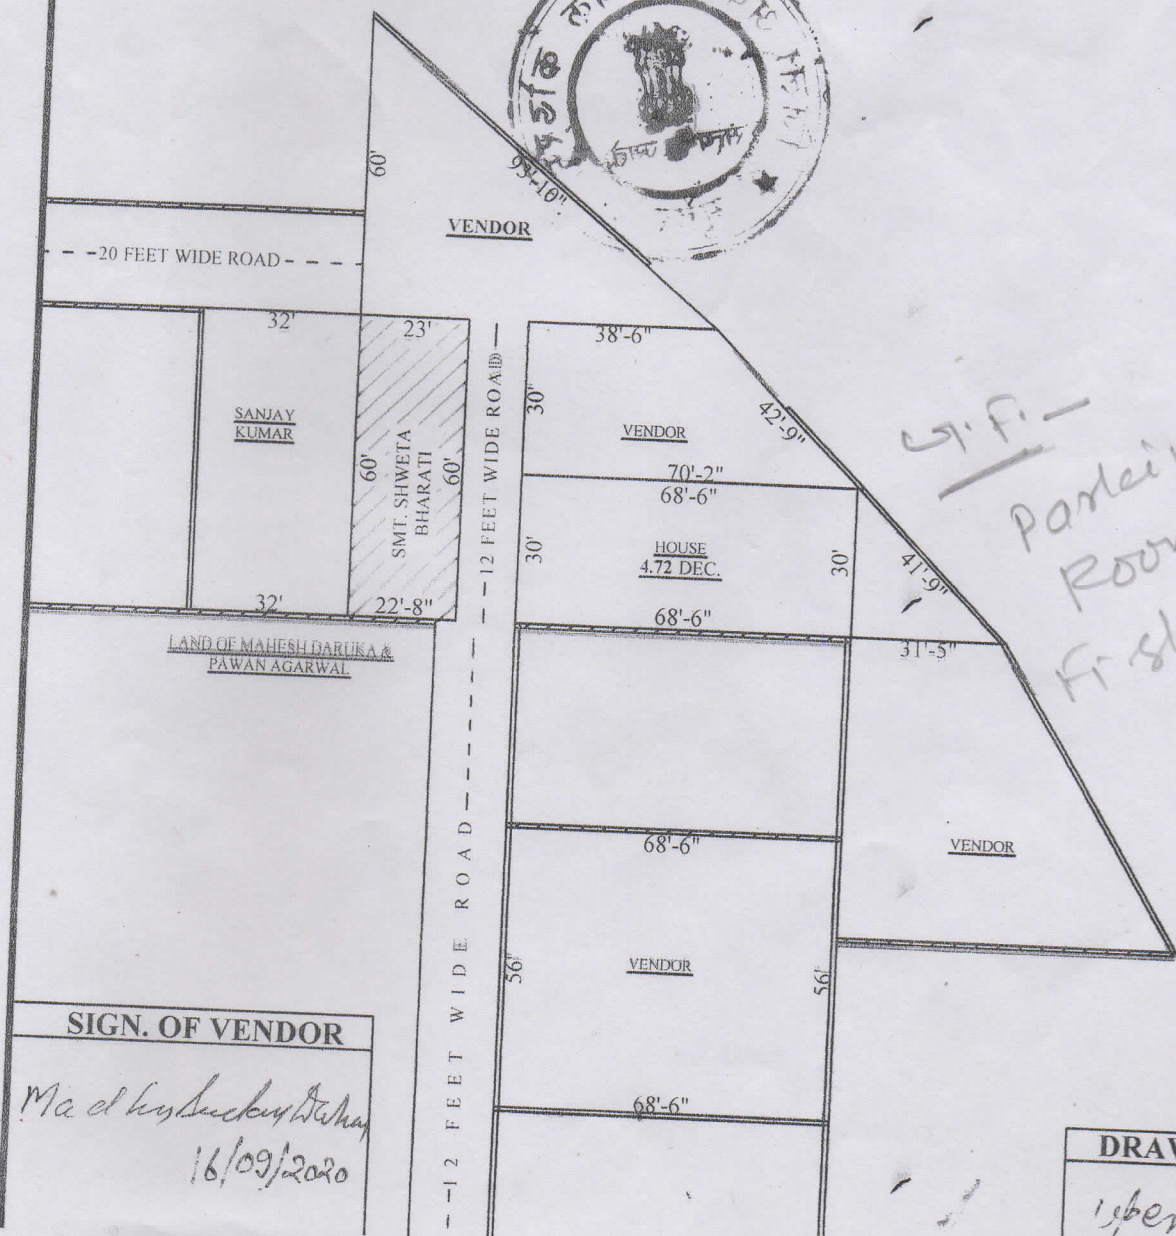 60'
93'-10"
VENDOR
20 FEET WIDE ROAD
32'
23'
38'-6"
12 FEET WIDE ROAD
30'
42'-9"
SANJAY
KUMAR
VENDOR
60'
SMT. SHWETA
BHARATI
60'
70'-2"
68'-6"
30'
HOUSE
4.72 DEC.
30'
41'-9"
32'
22'-8"
68'-6"
31'-5"
LAND OF MAHESH DARUKA &
PAWAN AGARWAL
12 FEET WIDE ROAD
68'-6"
VENDOR
56'
VENDOR
56'
68'-6"
SIGN. OF VENDOR
16/09/2020